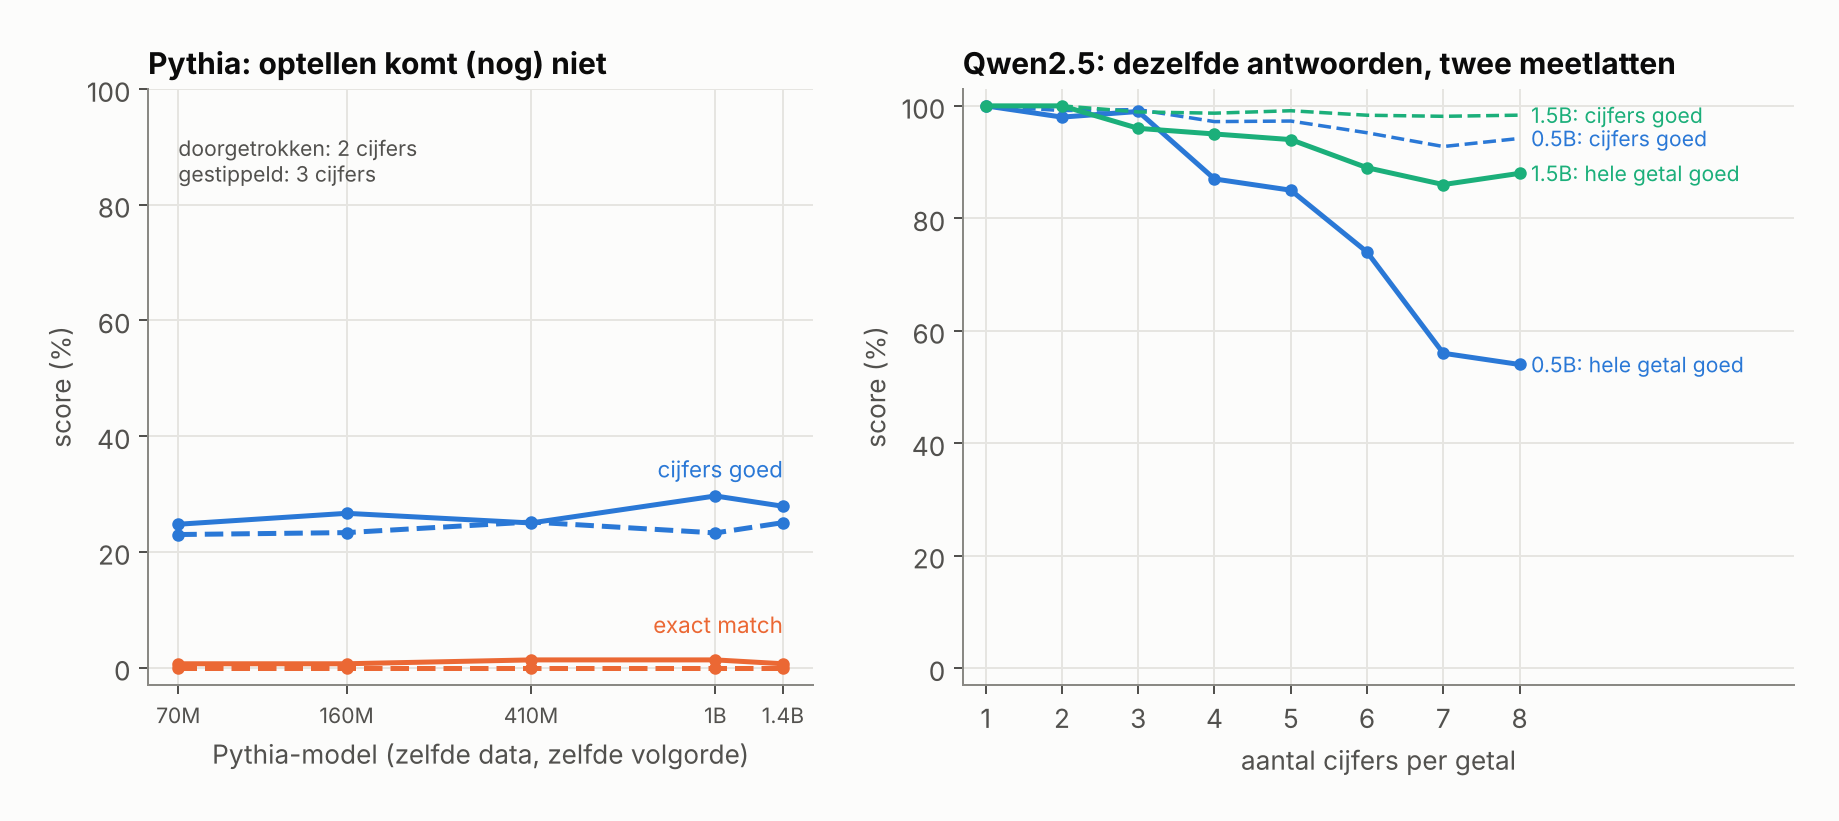 Pythia: optellen komt (nog) niet
100
80
60
40
20
0
score (%)
doorgetrokken: 2 cijfers
gestippeld: 3 cijfers
cijfers goed
exact match
70M 160M 410M 1B 1.4B
Pythia-model (zelfde data, zelfde volgorde)
Qwen2.5: dezelfde antwoorden, twee meetlatten
100
80
60
40
20
0
score (%)
1.5B: cijfers goed
0.5B: cijfers goed
1.5B: hele getal goed
0.5B: hele getal goed
1 2 3 4 5 6 7 8
aantal cijfers per getal